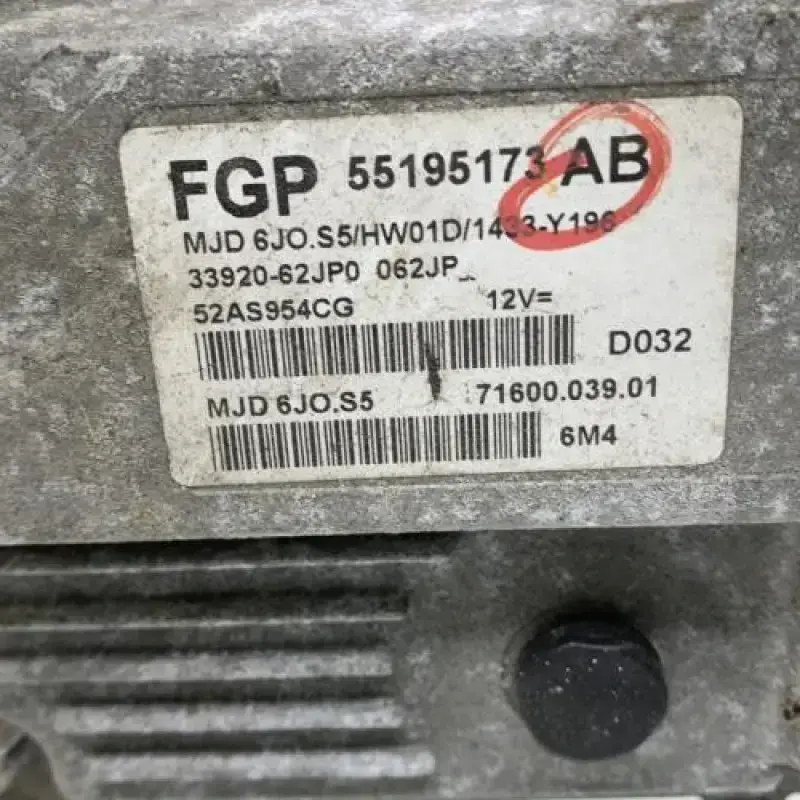 FGP 55195173 AB
MJD 6JO.S5/HW01D/1433-Y196
33920-62JP0 062JP_
52AS954CG 12V=
D032
MJD 6JO.S5 71600.039.01
6M4